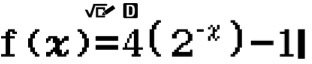 √ D
f(x)=4(2^-x)-1